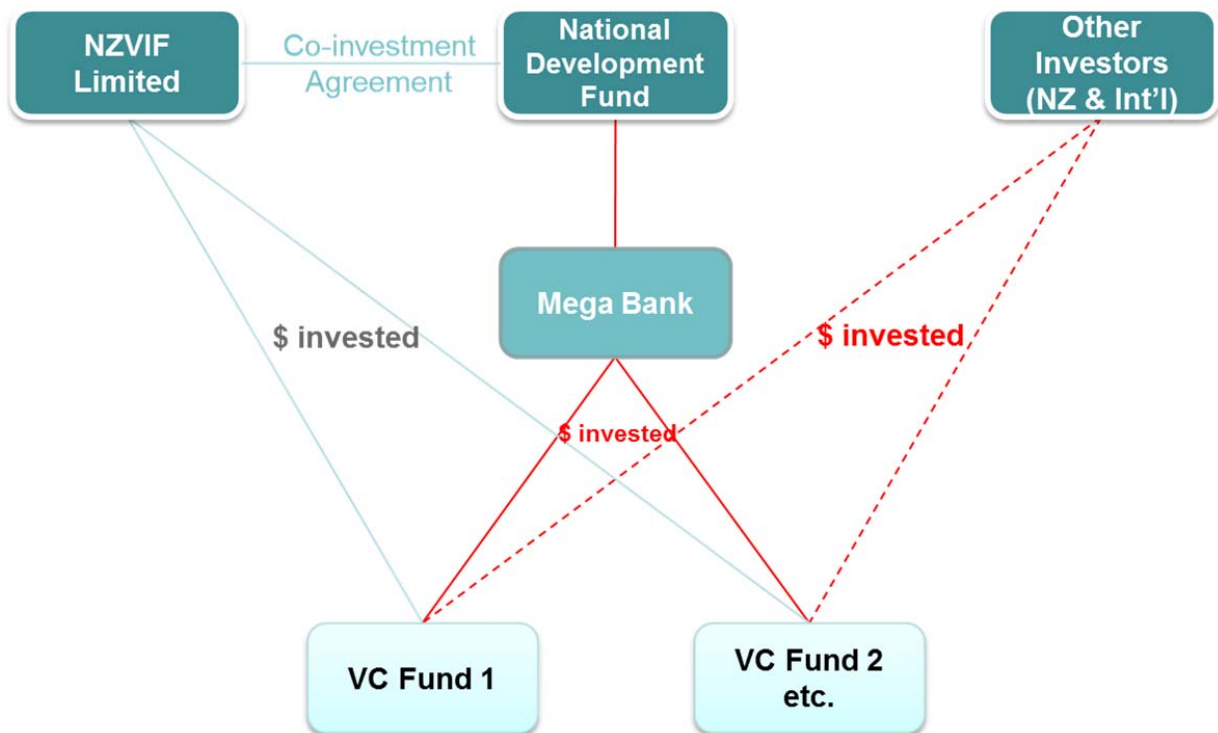 NZVIF
Limited
Co-investment
Agreement
National
Development
Fund
Other
Investors
(NZ & Int'l)
Mega Bank
$ invested
$ invested
$ invested
VC Fund 1
VC Fund 2
etc.